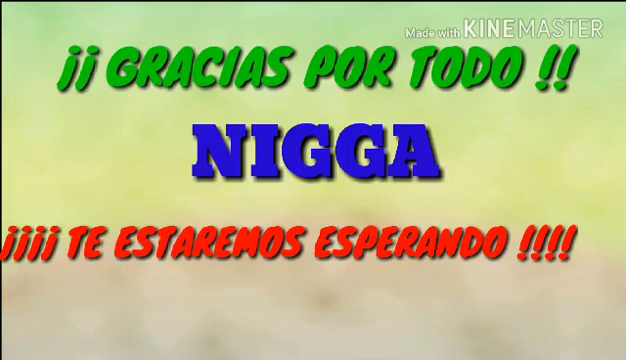 Made with KINEMASTER
¡¡ GRACIAS POR TODO !!
NIGGA
¡¡¡¡ TE ESTAREMOS ESPERANDO !!!!